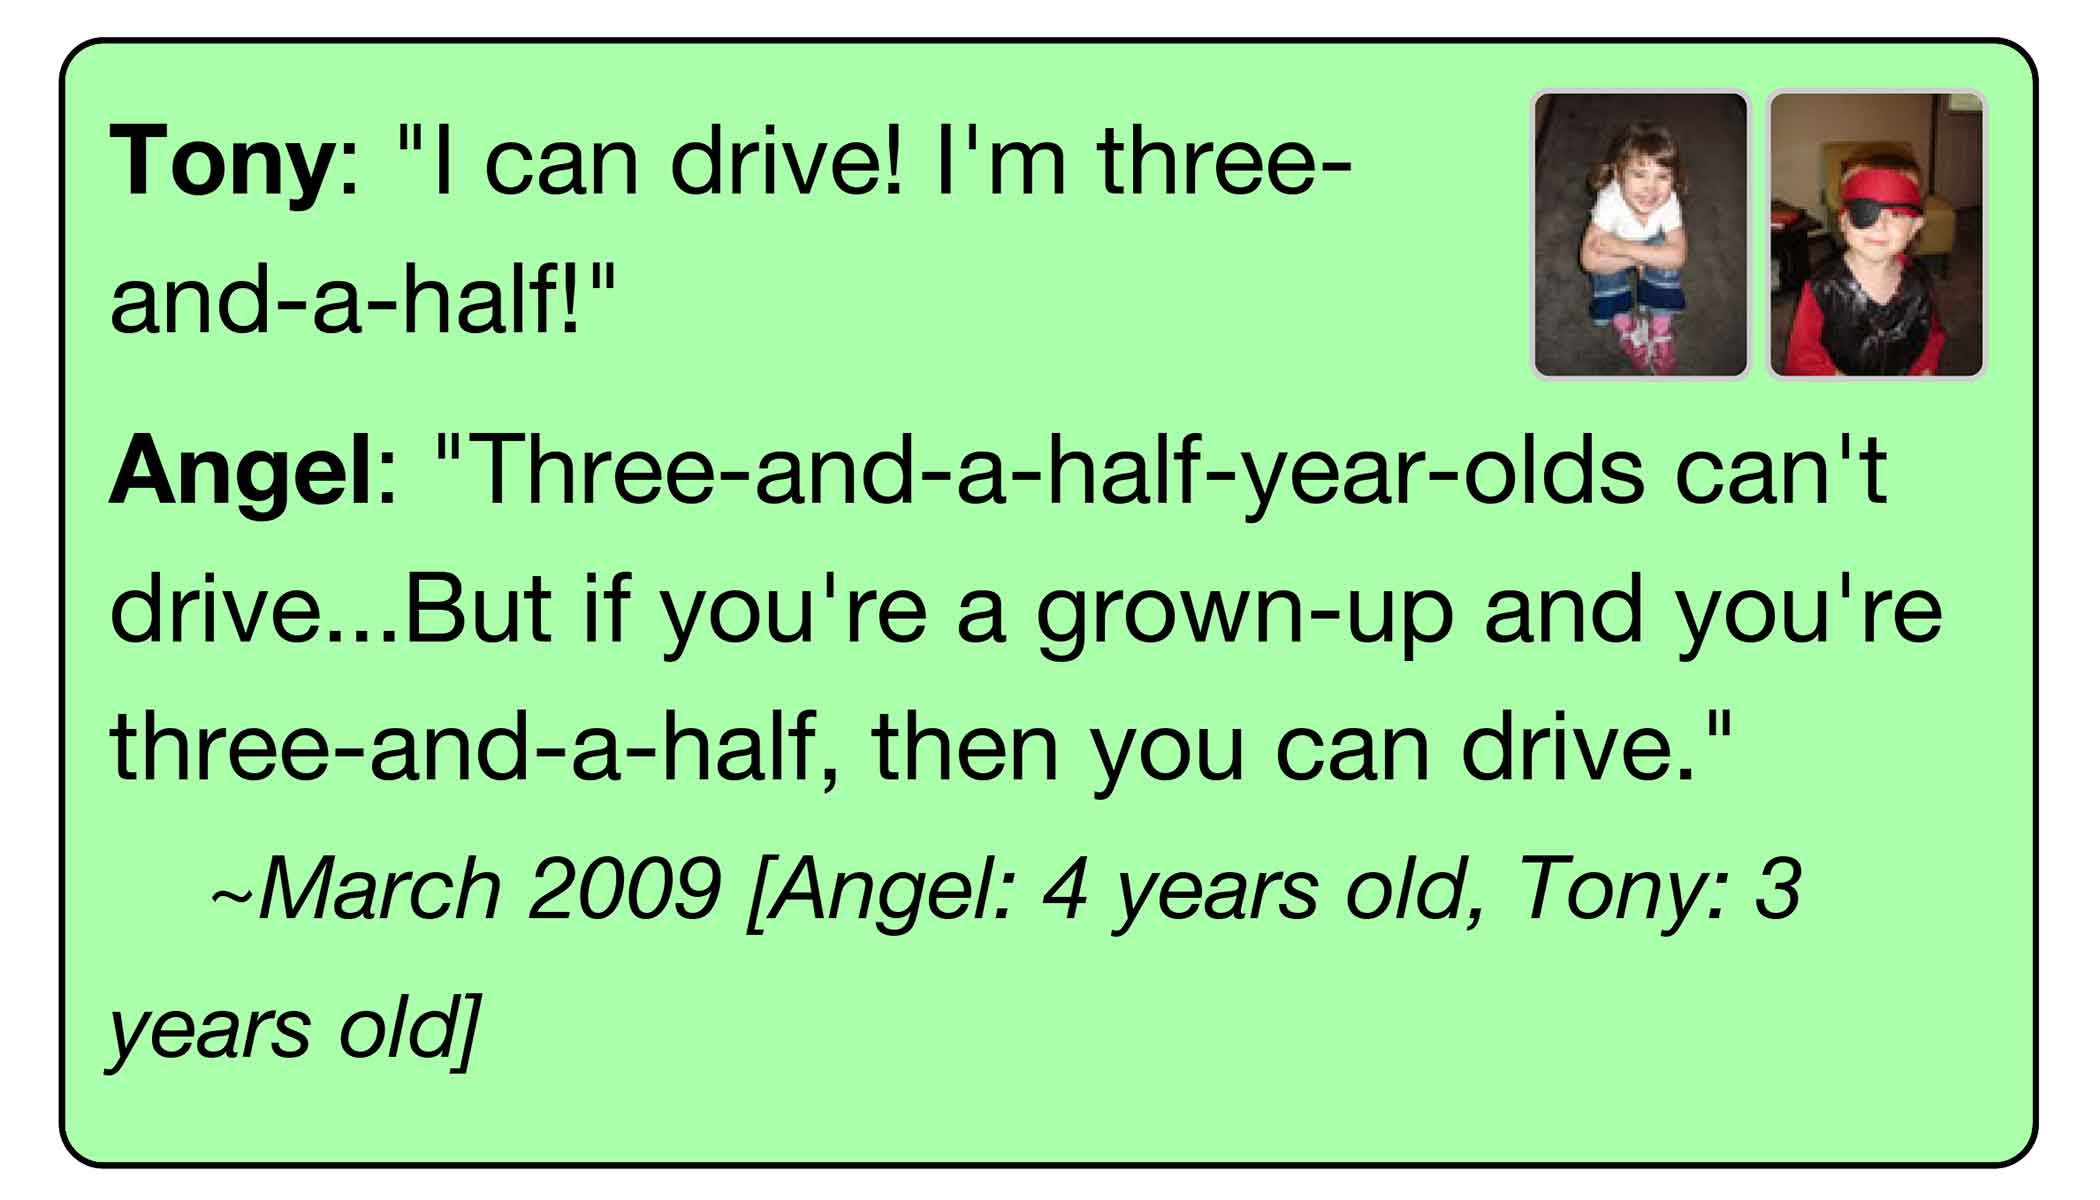 Tony: "I can drive! I'm three-
and-a-half!"
Angel: "Three-and-a-half-year-olds can't
drive...But if you're a grown-up and you're
three-and-a-half, then you can drive."
~March 2009 [Angel: 4 years old, Tony: 3
years old]